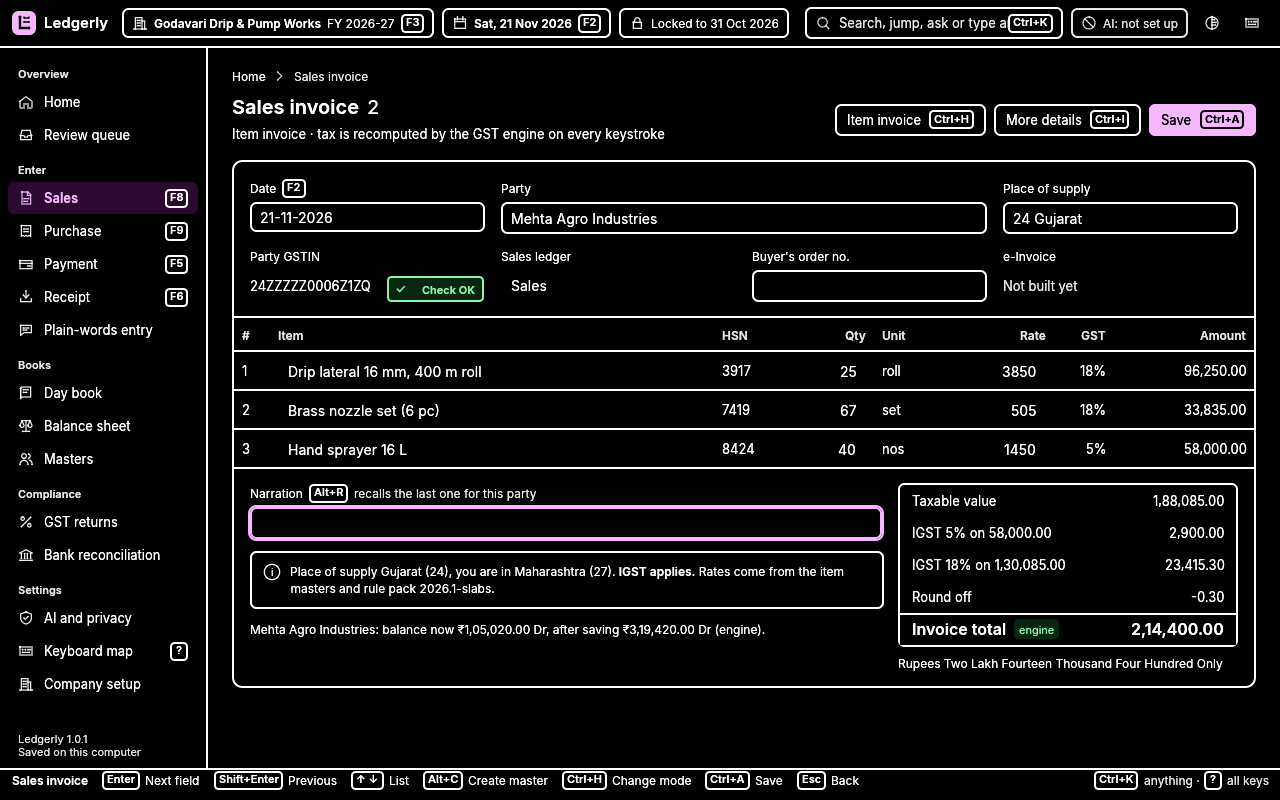 Ledgerly
Godavari Drip & Pump Works FY 2026-27 F3
Sat, 21 Nov 2026 F2
Locked to 31 Oct 2026
Search, jump, ask or type a Ctrl+K
AI: not set up
Overview
Home
Review queue
Enter
Sales F8
Purchase F9
Payment F5
Receipt F6
Plain-words entry
Books
Day book
Balance sheet
Masters
Compliance
GST returns
Bank reconciliation
Settings
AI and privacy
Keyboard map ?
Company setup
Ledgerly 1.0.1
Saved on this computer
Home > Sales invoice
Sales invoice 2
Item invoice · tax is recomputed by the GST engine on every keystroke
Item invoice Ctrl+H
More details Ctrl+I
Save Ctrl+A
Date F2 Party Place of supply
21-11-2026 Mehta Agro Industries 24 Gujarat
Party GSTIN Sales ledger Buyer's order no. e-Invoice
24ZZZZZ0006Z1ZQ Check OK Sales Not built yet
# Item HSN Qty Unit Rate GST Amount
1 Drip lateral 16 mm, 400 m roll 3917 25 roll 3850 18% 96,250.00
2 Brass nozzle set (6 pc) 7419 67 set 505 18% 33,835.00
3 Hand sprayer 16 L 8424 40 nos 1450 5% 58,000.00
Narration Alt+R recalls the last one for this party
Place of supply Gujarat (24), you are in Maharashtra (27). IGST applies. Rates come from the item
masters and rule pack 2026.1-slabs.
Mehta Agro Industries: balance now ₹1,05,020.00 Dr, after saving ₹3,19,420.00 Dr (engine).
Taxable value 1,88,085.00
IGST 5% on 58,000.00 2,900.00
IGST 18% on 1,30,085.00 23,415.30
Round off -0.30
Invoice total engine 2,14,400.00
Rupees Two Lakh Fourteen Thousand Four Hundred Only
Sales invoice Enter Next field Shift+Enter Previous ↑↓ List Alt+C Create master Ctrl+H Change mode Ctrl+A Save Esc Back Ctrl+K anything · ? all keys